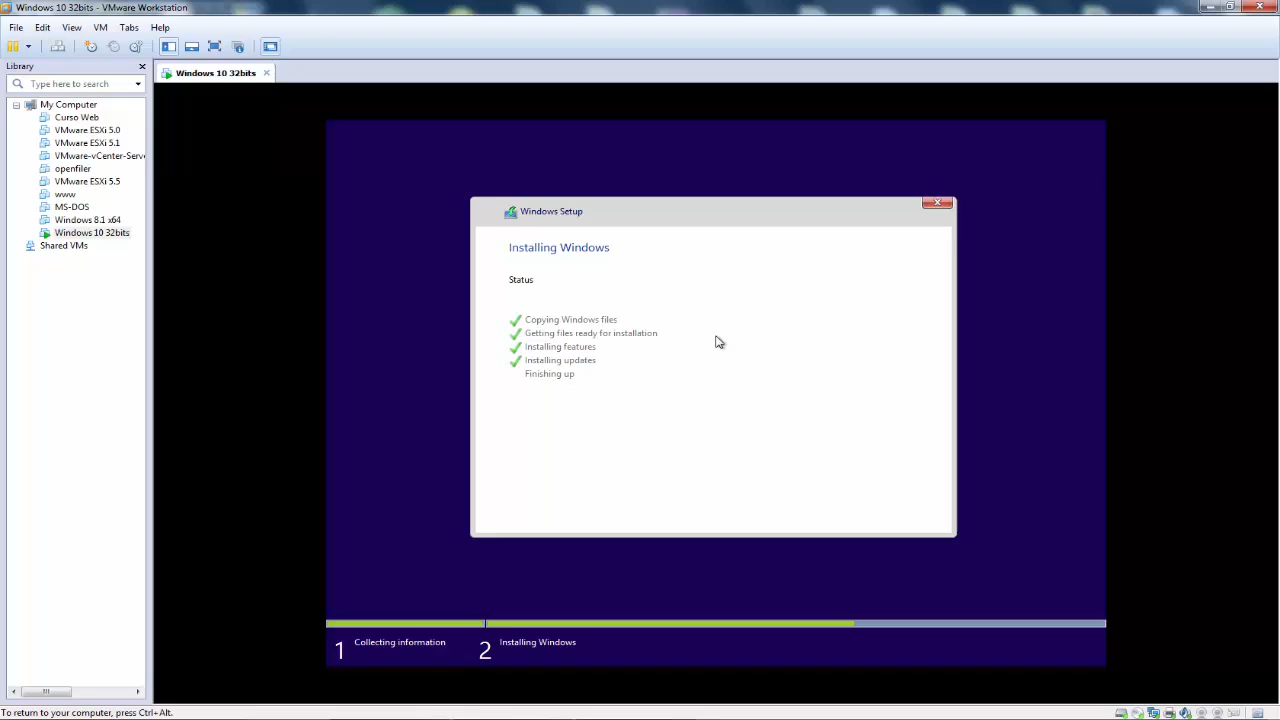 Windows 10 32bits - VMware Workstation
File Edit View VM Tabs Help
Library
Windows 10 32bits
Type here to search
My Computer
Curso Web
VMware ESXi 5.0
VMware ESXi 5.1
VMware-vCenter-Serv
openfiler
VMware ESXi 5.5
www
MS-DOS
Windows 8.1 x64
Windows 10 32bits
Shared VMs
Windows Setup
Installing Windows
Status
Copying Windows files
Getting files ready for installation
Installing features
Installing updates
Finishing up
1 Collecting information
2 Installing Windows
To return to your computer, press Ctrl+Alt.